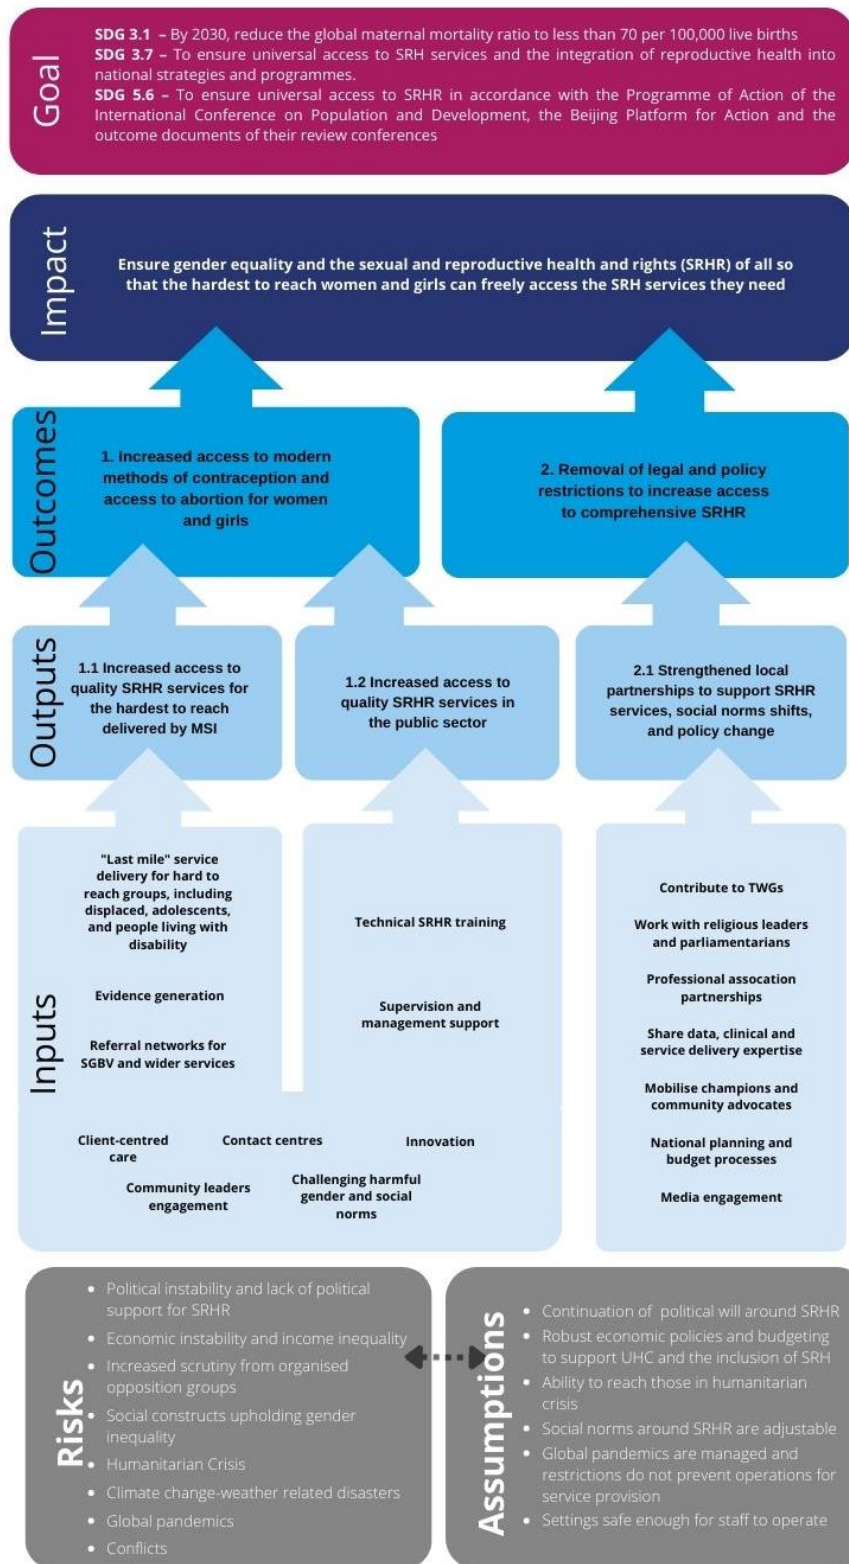 Goal
SDG 3.1 – By 2030, reduce the global maternal mortality ratio to less than 70 per 100,000 live births
SDG 3.7 – To ensure universal access to SRH services and the integration of reproductive health into
national strategies and programmes.
SDG 5.6 – To ensure universal access to SRHR in accordance with the Programme of Action of the
International Conference on Population and Development, the Beijing Platform for Action and the
outcome documents of their review conferences
Impact
Ensure gender equality and the sexual and reproductive health and rights (SRHR) of all so
that the hardest to reach women and girls can freely access the SRH services they need
Outcomes
1. Increased access to modern
methods of contraception and
access to abortion for women
and girls
2. Removal of legal and policy
restrictions to increase access
to comprehensive SRHR
Outputs
1.1 Increased access to
quality SRHR services for
the hardest to reach
delivered by MSI
1.2 Increased access to
quality SRHR services in
the public sector
2.1 Strengthened local
partnerships to support SRHR
services, social norms shifts,
and policy change
Inputs
"Last mile" service
delivery for hard to
reach groups, including
displaced, adolescents,
and people living with
disability
Evidence generation
Referral networks for
SGBV and wider services
Technical SRHR training
Supervision and
management support
Client-centred
care
Contact centres
Innovation
Community leaders
engagement
Challenging harmful
gender and social
norms
Contribute to TWGs
Work with religious leaders
and parliamentarians
Professional assocation
partnerships
Share data, clinical and
service delivery expertise
Mobilise champions and
community advocates
National planning and
budget processes
Media engagement
Risks
• Political instability and lack of political
support for SRHR
• Economic instability and income inequality
• Increased scrutiny from organised
opposition groups
• Social constructs upholding gender
inequality
• Humanitarian Crisis
• Climate change-weather related disasters
• Global pandemics
• Conflicts
Assumptions
• Continuation of political will around SRHR
• Robust economic policies and budgeting
to support UHC and the inclusion of SRH
• Ability to reach those in humanitarian
crisis
• Social norms around SRHR are adjustable
• Global pandemics are managed and
restrictions do not prevent operations for
service provision
• Settings safe enough for staff to operate